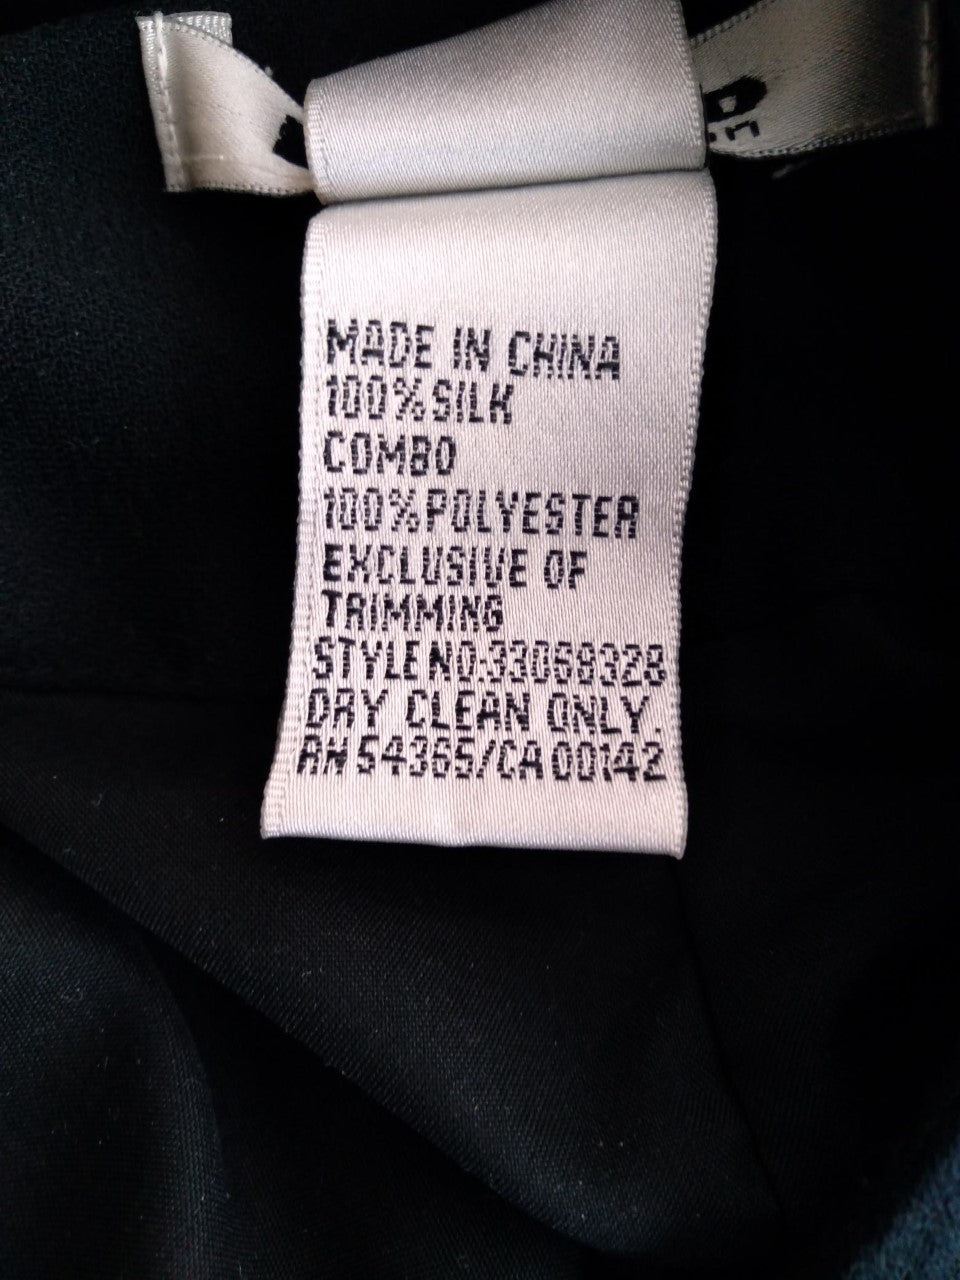 MADE IN CHINA
100% SILK
COMBO
100% POLYESTER
EXCLUSIVE OF
TRIMMING
STYLE NO:33059328
DRY CLEAN ONLY.
RN 54365/CA 00142